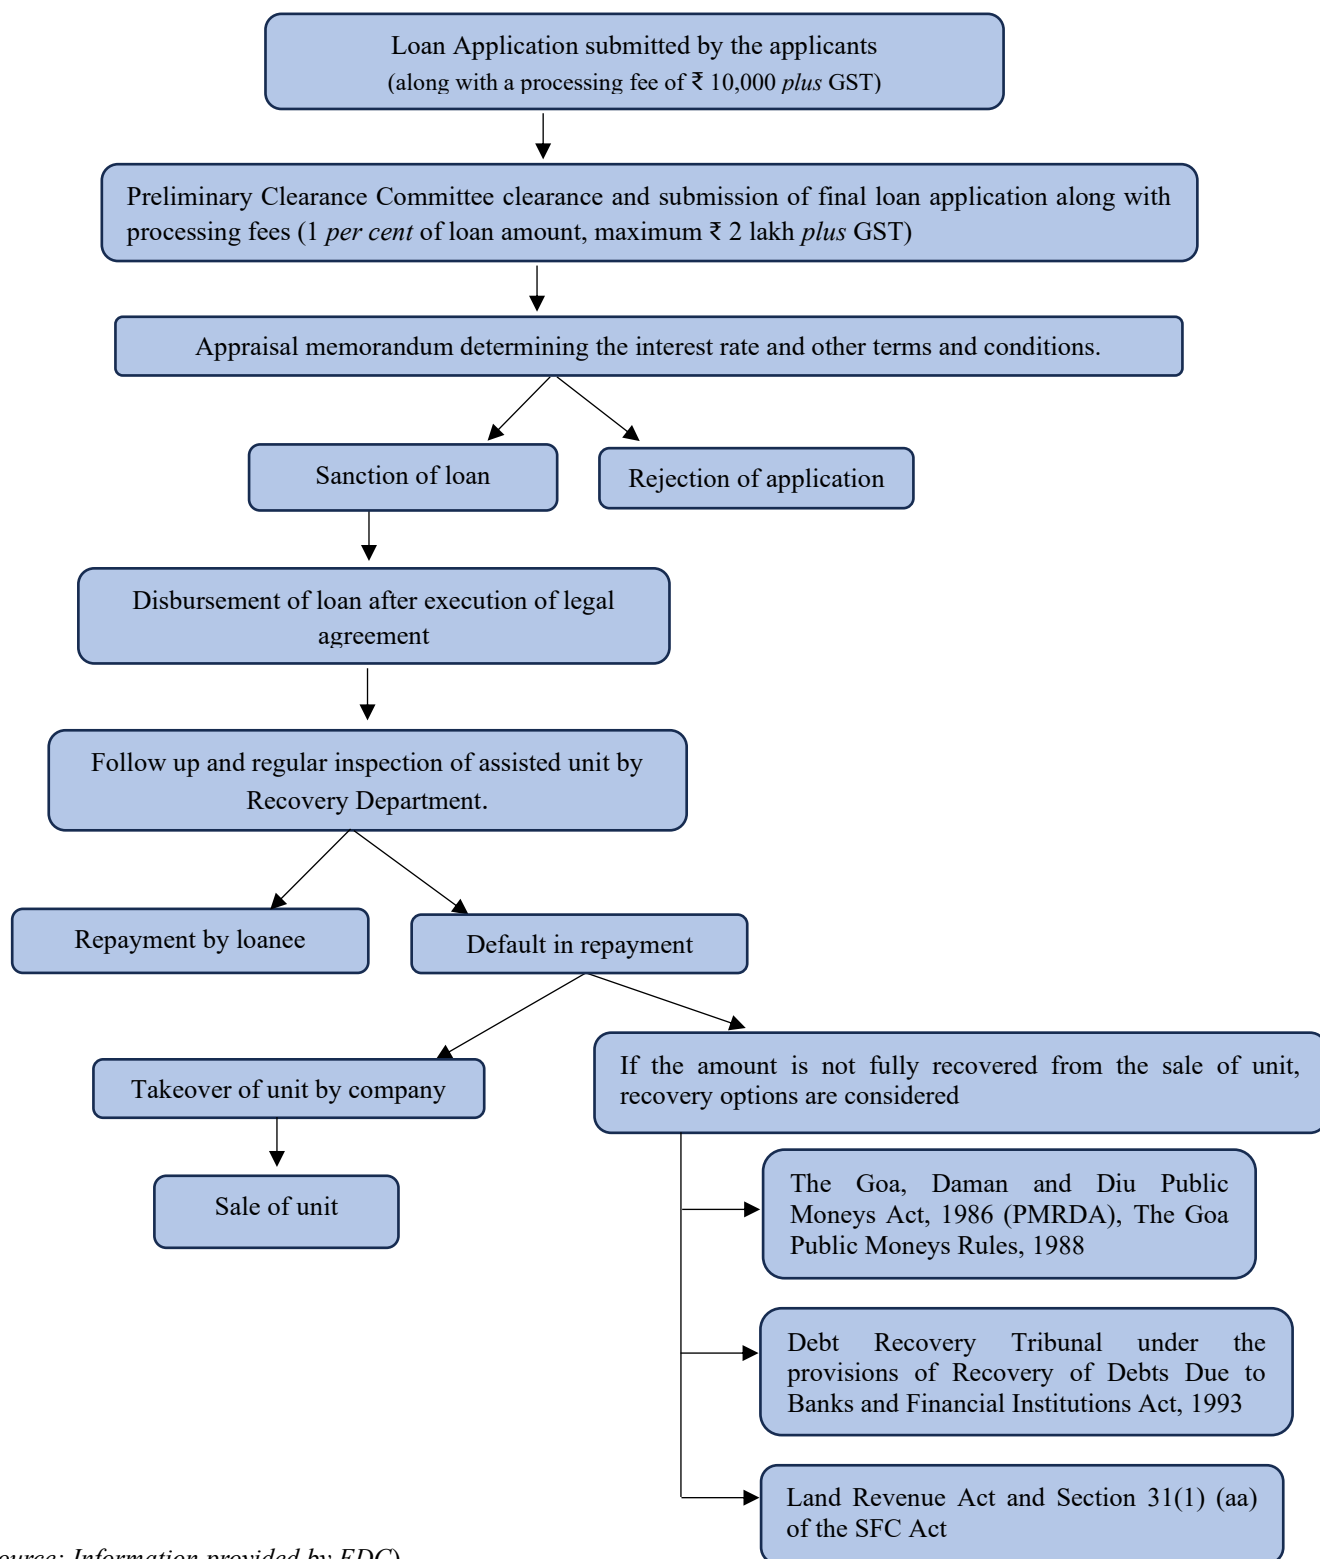 Loan Application submitted by the applicants
(along with a processing fee of ₹ 10,000 plus GST)
Preliminary Clearance Committee clearance and submission of final loan application along with
processing fees (1 per cent of loan amount, maximum ₹ 2 lakh plus GST)
Appraisal memorandum determining the interest rate and other terms and conditions.
Sanction of loan
Rejection of application
Disbursement of loan after execution of legal
agreement
Follow up and regular inspection of assisted unit by
Recovery Department.
Repayment by loanee
Default in repayment
Takeover of unit by company
If the amount is not fully recovered from the sale of unit,
recovery options are considered
Sale of unit
The Goa, Daman and Diu Public
Moneys Act, 1986 (PMRDA), The Goa
Public Moneys Rules, 1988
Debt Recovery Tribunal under the
provisions of Recovery of Debts Due to
Banks and Financial Institutions Act, 1993
Land Revenue Act and Section 31(1) (aa)
of the SFC Act
ource: Information provided by EDC)